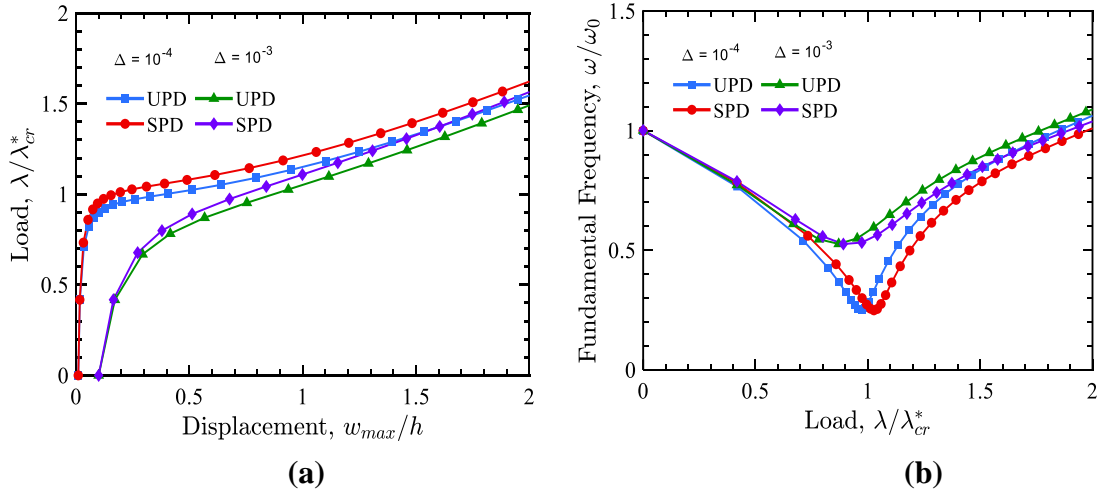 2
1.5
1
0.5
0
Load, λ/λ*cr
Δ = 10-4
Δ = 10-3
UPD
UPD
SPD
SPD
0
0.5
1
1.5
2
Displacement, wmax/h
(a)
1.5
1
0.5
0
Fundamental Frequency, ω/ω0
Δ = 10-4
Δ = 10-3
UPD
UPD
SPD
SPD
0
0.5
1
1.5
2
Load, λ/λ*cr
(b)